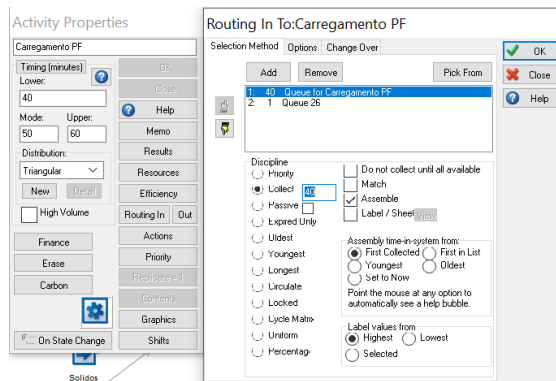 Activity Properties
Carregamento PF
Timing (minutes)
Lower:
40
Mode: Upper:
50 60
Distribution:
Triangular
New Detail
High Volume
Finance
Erase
Carbon
On State Change
OK
Close
Help
Memo
Results
Resources
Efficiency
Routing In Out
Actions
Priority
Replicate = 1
Contents
Graphics
Shifts
Solidos
Routing In To:Carregamento PF
Selection Method Options Change Over
Add Remove Pick From
1: 40 Queue for Carregamento PF
2: 1 Queue 26
Discipline
Priority
Collect 40
Passive
Expired Only
Oldest
Youngest
Longest
Circulate
Locked
Cycle Matrix
Uniform
Percentage
Do not collect until all available
Match
Assemble
Label / Sheet View
Assembly time-in-system from:
First Collected First in List
Youngest Oldest
Set to Now
Point the mouse at any option to
automatically see a help bubble.
Label values from
Highest Lowest
Selected
OK
Close
Help